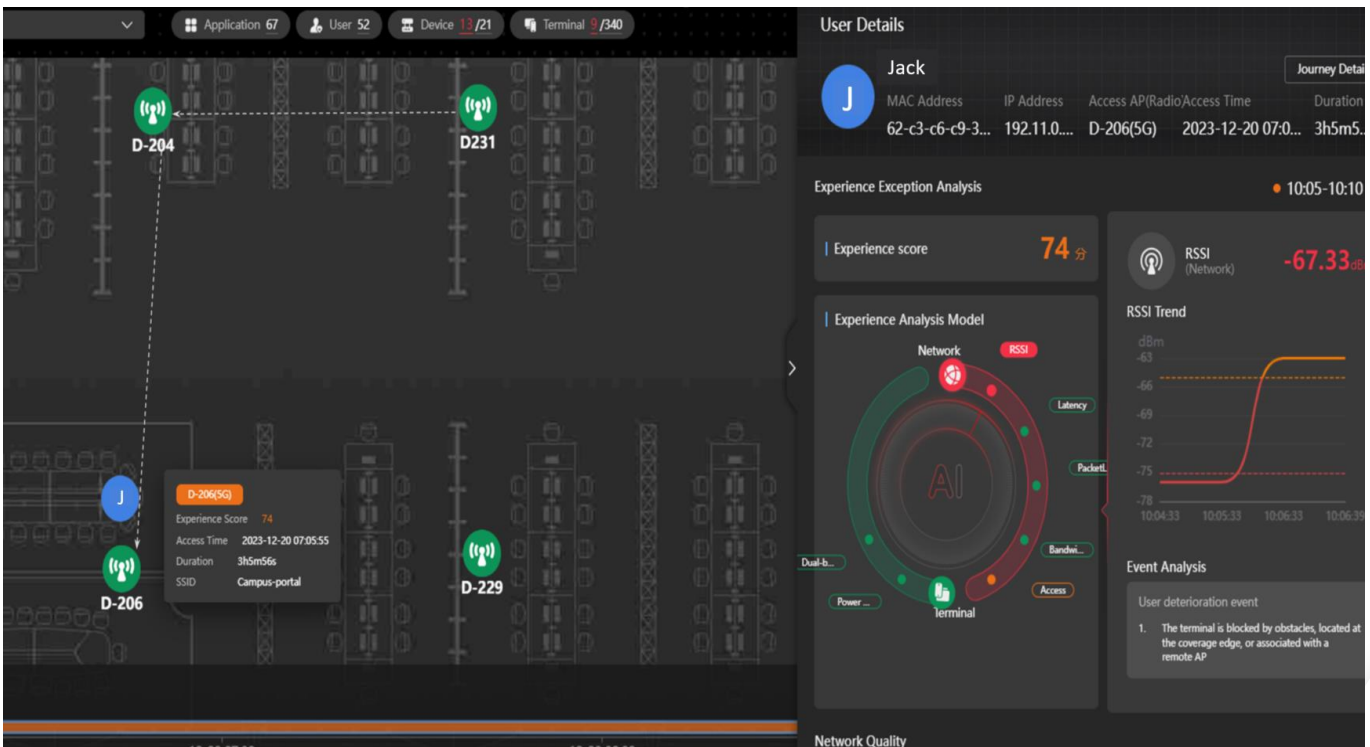 Application 67 User 52 Device 13/21 Terminal 9/340
D-204
D231
J
D-206
D-206(5G)
Experience Score 74
Access Time 2023-12-20 07:05:55
Duration 3h5m56s
SSID Campus-portal
D-229
User Details
J
Jack
Journey Detai
MAC Address IP Address Access AP(Radio Access Time Duration
62-c3-c6-c9-3... 192.11.0.... D-206(5G) 2023-12-20 07:0... 3h5m5..
Experience Exception Analysis
10:05-10:10
Experience score 74 分
Experience Analysis Model
Network RSSI
Latency
PacketL
Bandwi...
Access
Terminal
Power ...
Dual-b...
AI
RSSI
(Network)
-67.33dB
RSSI Trend
dBm
-63
-66
-69
-72
-75
-78
10:04:33 10:05:33 10:06:33 10:06:39
Event Analysis
User deterioration event
1. The terminal is blocked by obstacles, located at
the coverage edge, or associated with a
remote AP
Network Quality